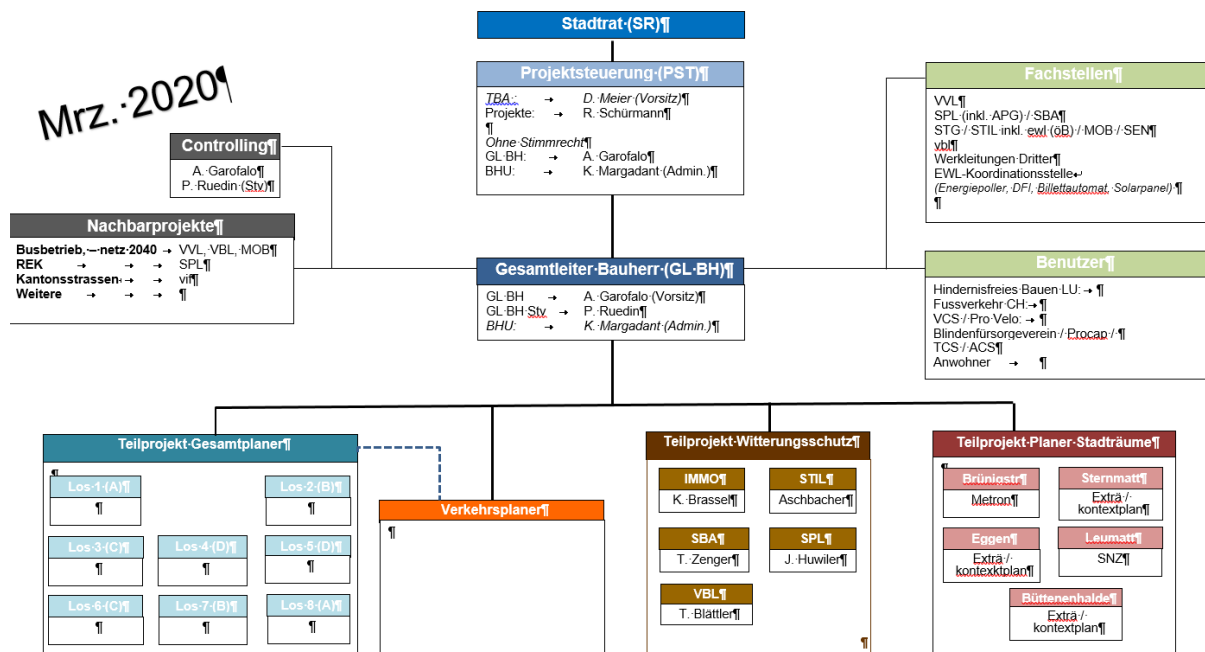 Stadtrat·(SR)¶
Mrz.·2020¶
Projektsteuerung·(PST)¶
TBA·: → D.·Meier·(Vorsitz)¶
Projekte: → R.·Schürmann¶
¶
Ohne·Stimmrecht¶
GL·BH: → A.·Garofalo¶
BHU: → K.·Margadant·(Admin.)¶
Fachstellen¶
VVL¶
SPL·(inkl.·APG)·/·SBA¶
STG·/·STIL·inkl.·ewl·(öB)·/·MOB·/·SEN¶
vbl¶
Werkleitungen·Dritter¶
EWL-Koordinationsstelle↵
(Energiepoller,·DFI,·Billettautomat,·Solarpanel)·¶
¶
Controlling¶
A.·Garofalo¶
P.·Ruedin·(Stv)¶
Nachbarprojekte¶
Busbetrieb,·–·netz·2040 → VVL,·VBL,·MOB¶
REK → → → SPL¶
Kantonsstrassen → → vif¶
Weitere → → → ¶
Gesamtleiter·Bauherr·(GL·BH)¶
GL·BH → A.·Garofalo·(Vorsitz)¶
GL·BH·Stv → P.·Ruedin¶
BHU: → K.·Margadant·(Admin.)¶
Benutzer¶
Hindernisfreies·Bauen·LU:→¶
Fussverkehr·CH:→¶
VCS·/·Pro·Velo:→¶
Blindenfürsorgeverein·/·Procap·/·¶
TCS·/·ACS¶
Anwohner → ¶
Teilprojekt·Gesamtplaner¶
¶
Los·1·(A)¶
¶
Los·2·(B)¶
¶
Los·3·(C)¶
¶
Los·4·(D)¶
¶
Los·5·(D)¶
¶
Los·6·(C)¶
¶
Los·7·(B)¶
¶
Los·8·(A)¶
¶
Verkehrsplaner¶
¶
Teilprojekt·Witterungsschutz¶
IMMO¶
K.·Brassel¶
STIL¶
Aschbacher¶
SBA¶
T.·Zenger¶
SPL¶
J.·Huwiler¶
VBL¶
T.·Blättler¶
¶
Teilprojekt·Planer·Stadträume¶
¶
Brünigstr¶
Metron¶
Sternmatt¶
Exträ·/·
kontextplan¶
Eggen¶
Exträ·/·
kontexktplan¶
Leumatt¶
SNZ¶
Büttenenhalde¶
Exträ·/·
kontextplan¶